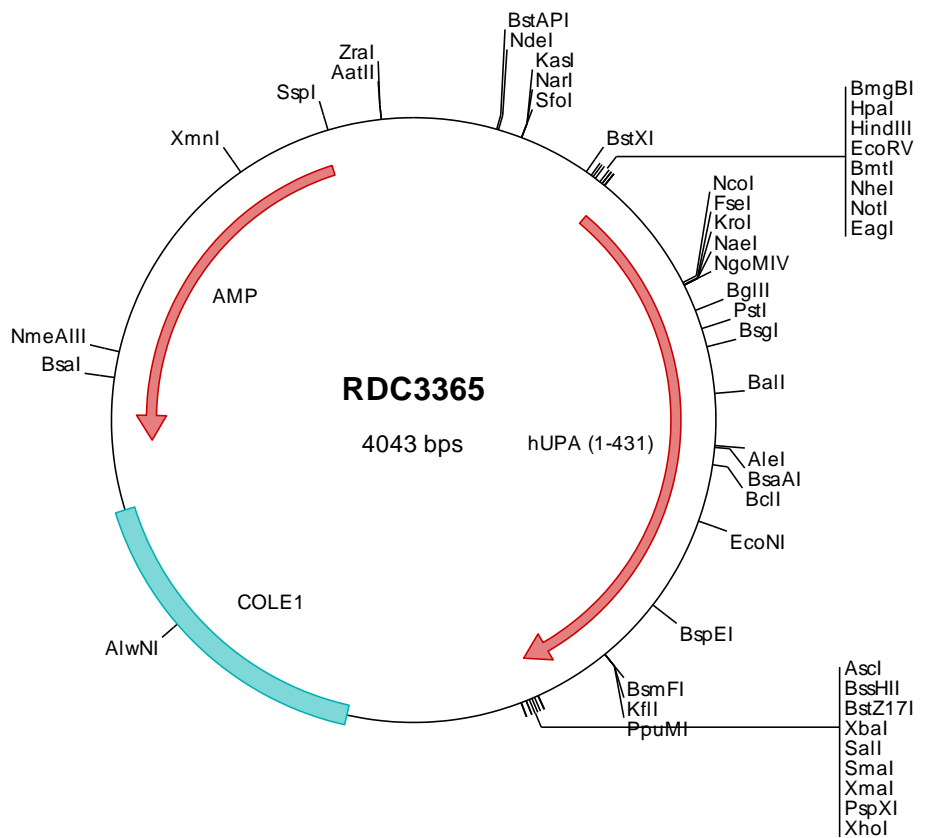 BstAPI
NdeI
KasI
NarI
SfoI
ZraI
AatII
SspI
XmnI
BstXI
BmgBI
HpaI
HindIII
EcoRV
BmtI
NheI
NotI
EagI
NcoI
FseI
KroI
NaeI
NgoMIV
BglII
PstI
BsgI
BalI
AleI
BsaAI
BclI
EcoNI
BspEI
BsmFI
KflI
PpuMI
AscI
BssHII
BstZ17I
XbaI
SalI
SmaI
XmaI
PspXI
XhoI
AMP
NmeAIII
BsaI
RDC3365
4043 bps
hUPA (1-431)
COLE1
AlwNI